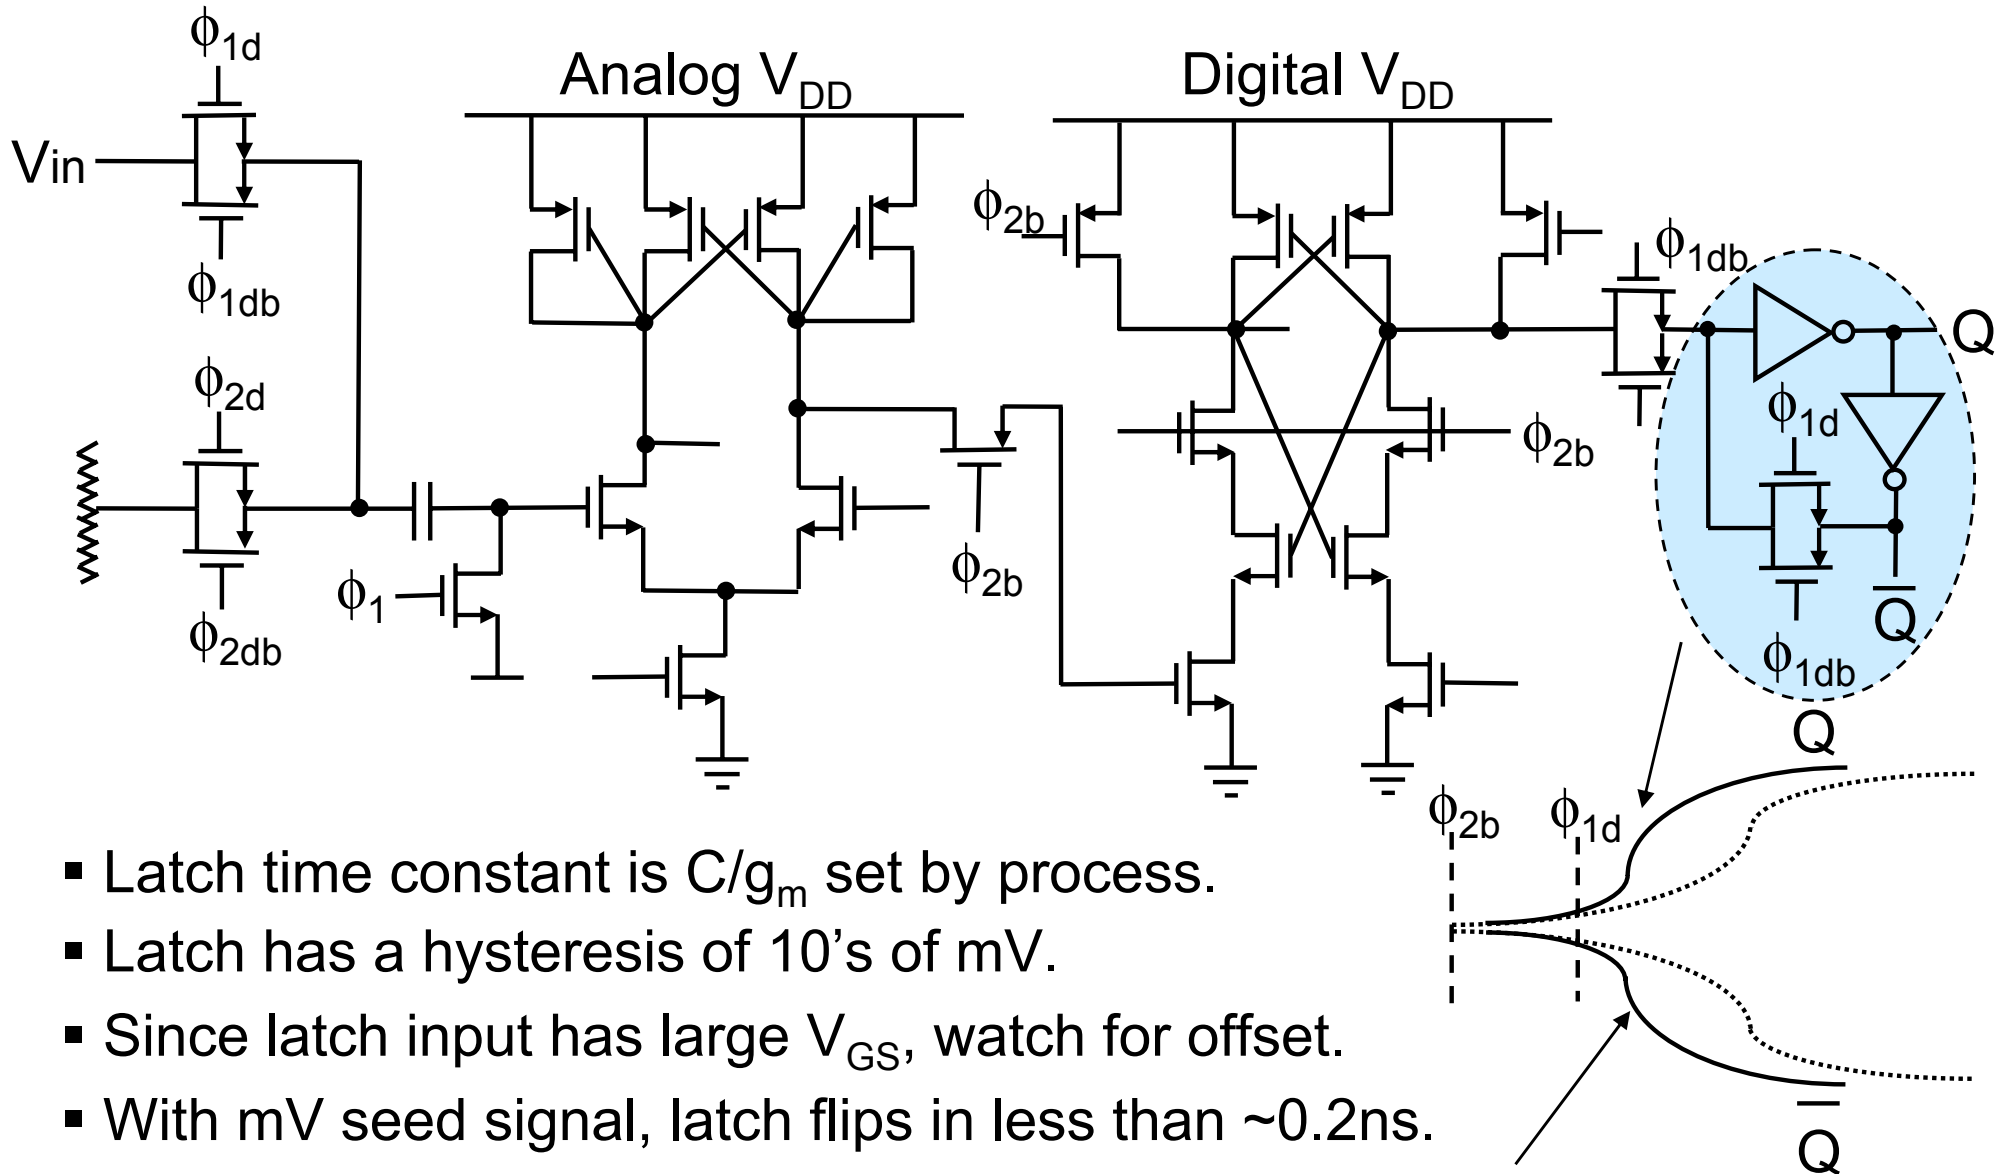 ϕ1d
Analog VDD
Digital VDD
Vin
ϕ2b
ϕ1db
ϕ1db
Q
ϕ2d
ϕ1d
ϕ2b
ϕ1
ϕ2b
Q̅
ϕ2db
ϕ1db
Q
ϕ2b
ϕ1d
▪ Latch time constant is C/gm set by process.
▪ Latch has a hysteresis of 10's of mV.
▪ Since latch input has large VGS, watch for offset.
▪ With mV seed signal, latch flips in less than ~0.2ns.
Q̅